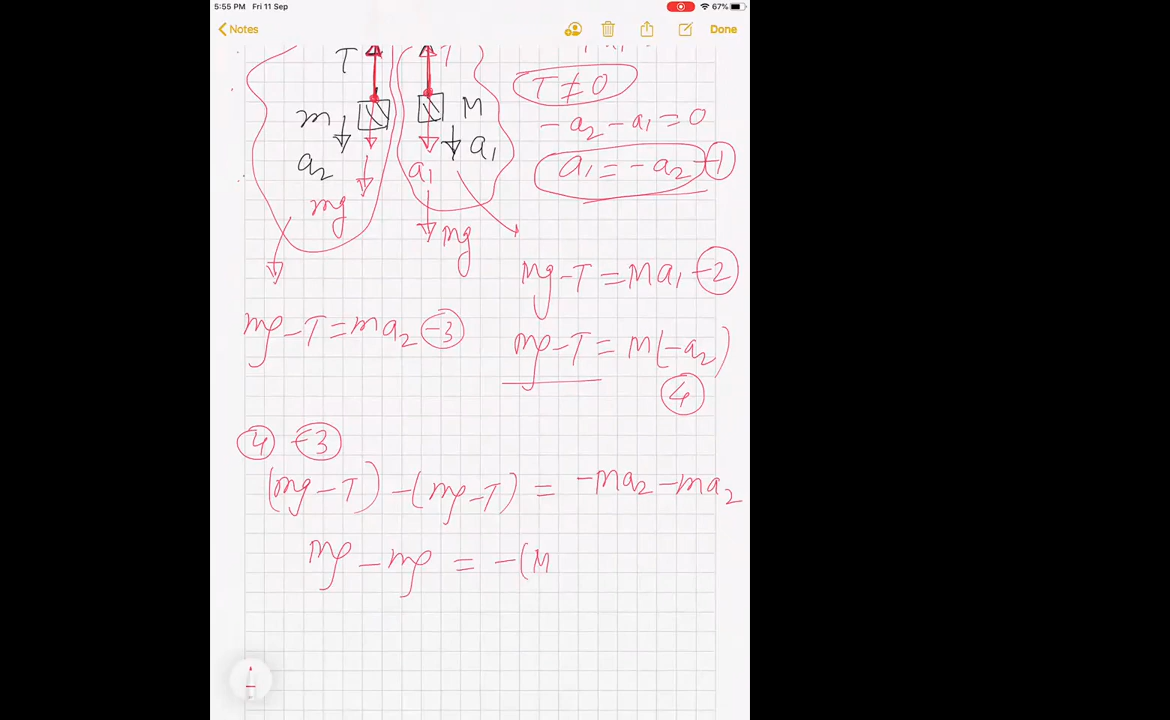 5:55 PM Fri 11 Sep 67%
Notes Done
T T
T ≠ 0
m M
- a2 - a1 = 0
a2 a1 a1
a1 = - a2 - 1
mg
Mg
Mg - T = Ma1 - 2
mg - T = ma2 - 3
Mg - T = M(-a2)
4
4 - 3
(Mg - T) - (mg - T) = -Ma2 - ma2
Mg - mg = -(M